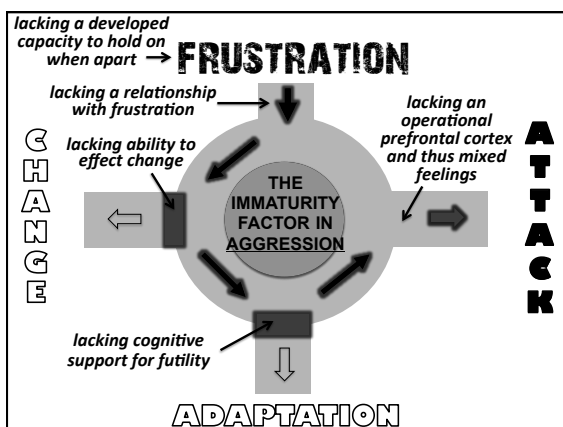 lacking a developed
capacity to hold on
when apart
FRUSTRATION
lacking a relationship
with frustration
lacking an
operational
prefrontal cortex
and thus mixed
feelings
lacking ability to
effect change
CHANGE
THE
IMMATURITY
FACTOR IN
AGGRESSION
ATTACK
lacking cognitive
support for futility
ADAPTATION